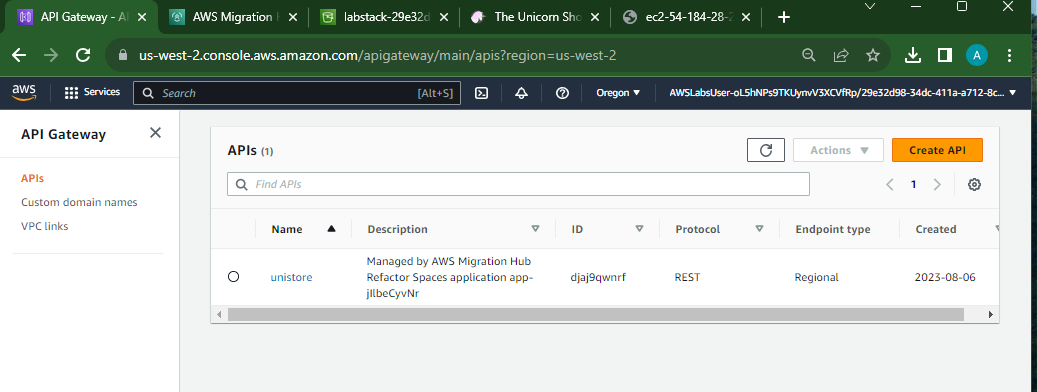 API Gateway - AP
AWS Migration H
labstack-29e32d
The Unicorn Sho
ec2-54-184-28-2
us-west-2.console.aws.amazon.com/apigateway/main/apis?region=us-west-2
A
aws
Services
Search
[Alt+S]
Oregon
AWSLabsUser-oL5hNPs9TKUynvV3XCVfRp/29e32d98-34dc-411a-a712-8c...
API Gateway
APIs
Custom domain names
VPC links
APIs (1)
Actions
Create API
Find APIs
1
Name
Description
ID
Protocol
Endpoint type
Created
unistore
Managed by AWS Migration Hub
Refactor Spaces application app-
jIlbeCyvNr
djaj9qwnrf
REST
Regional
2023-08-06